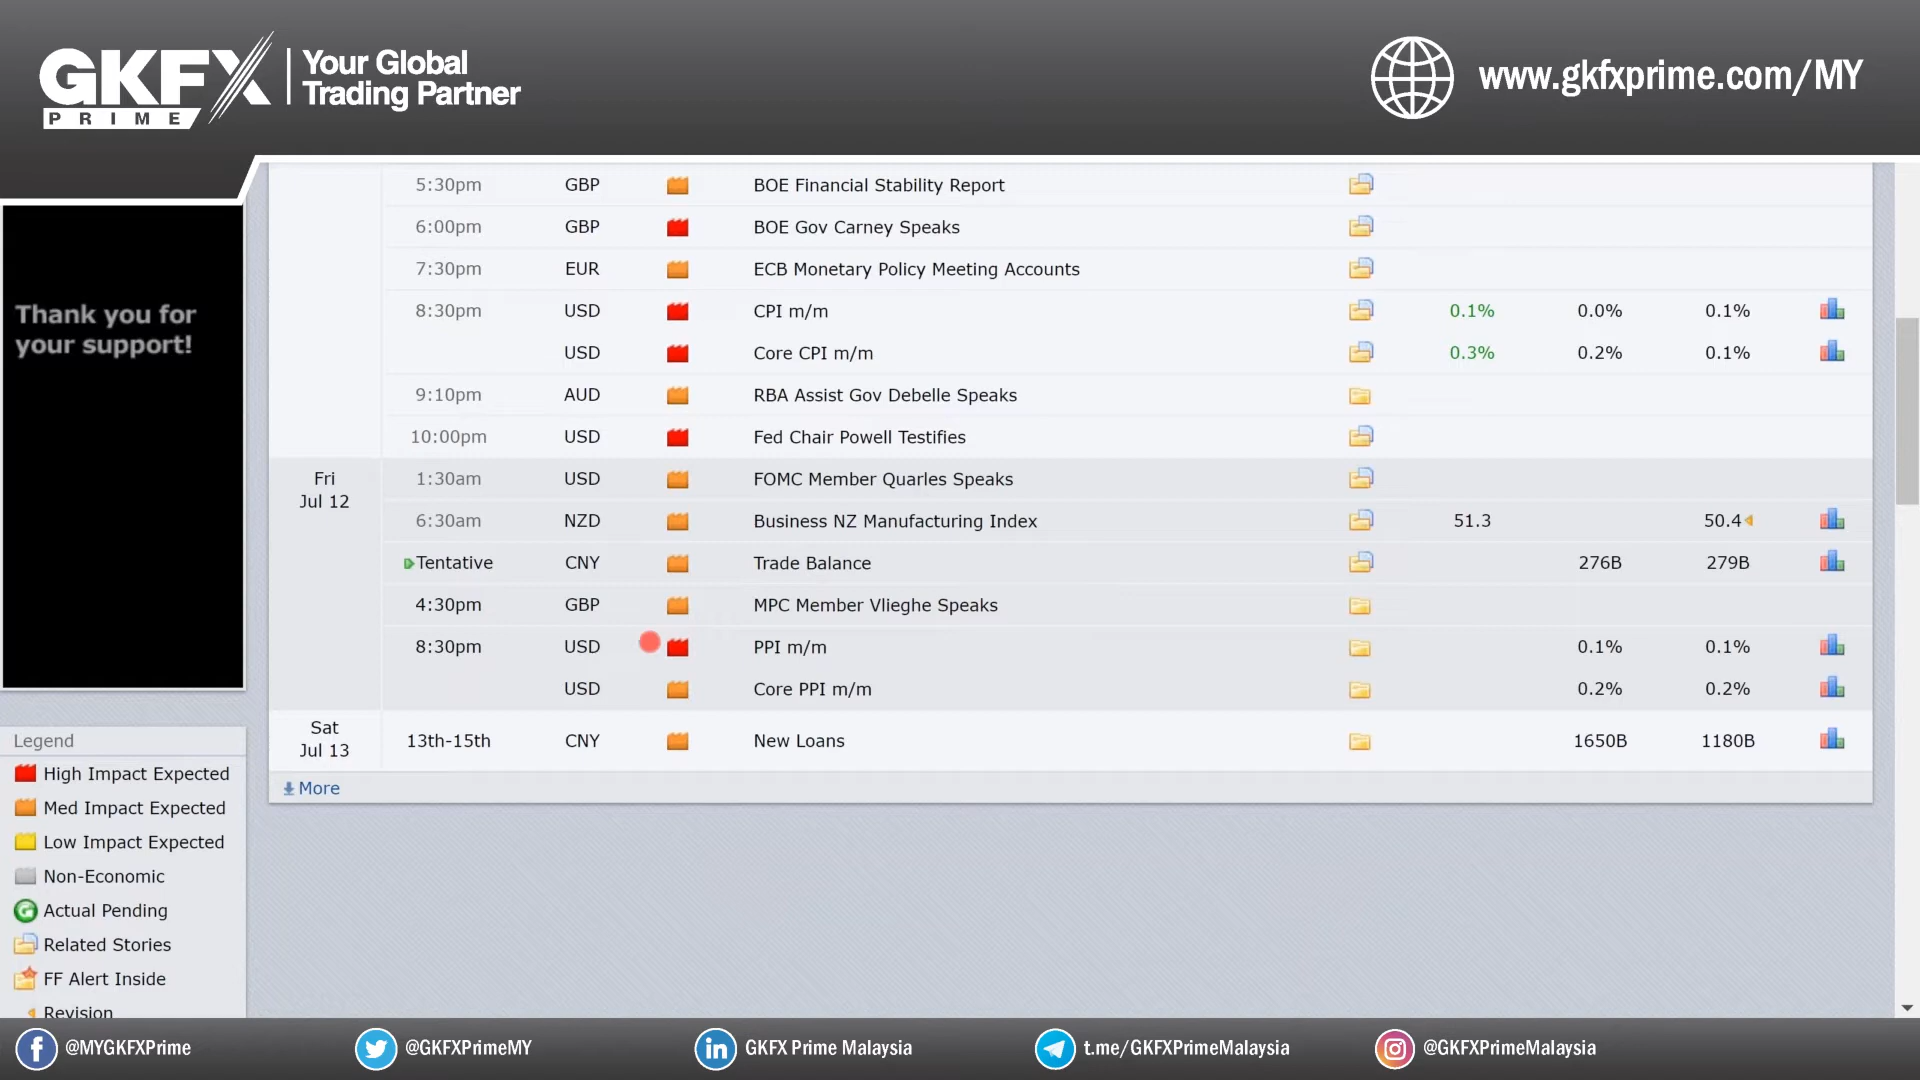 GKFX
PRIME
Your Global
Trading Partner
www.gkfxprime.com/MY
Thank you for
your support!
5:30pm GBP BOE Financial Stability Report
6:00pm GBP BOE Gov Carney Speaks
7:30pm EUR ECB Monetary Policy Meeting Accounts
8:30pm USD CPI m/m 0.1% 0.0% 0.1%
USD Core CPI m/m 0.3% 0.2% 0.1%
9:10pm AUD RBA Assist Gov Debelle Speaks
10:00pm USD Fed Chair Powell Testifies
Fri
Jul 12
1:30am USD FOMC Member Quarles Speaks
6:30am NZD Business NZ Manufacturing Index 51.3 50.4
Tentative CNY Trade Balance 276B 279B
4:30pm GBP MPC Member Vlieghe Speaks
8:30pm USD PPI m/m 0.1% 0.1%
USD Core PPI m/m 0.2% 0.2%
Sat
Jul 13
13th-15th CNY New Loans 1650B 1180B
More
Legend
High Impact Expected
Med Impact Expected
Low Impact Expected
Non-Economic
Actual Pending
Related Stories
FF Alert Inside
Revision
@MYGKFXPrime
@GKFXPrimeMY
GKFX Prime Malaysia
t.me/GKFXPrimeMalaysia
@GKFXPrimeMalaysia